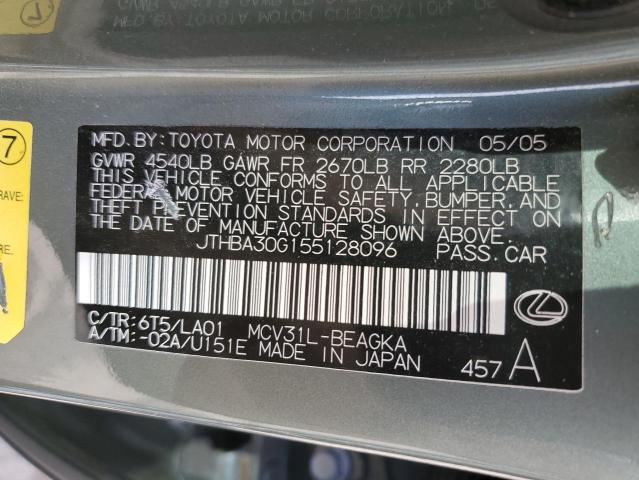 MFD. BY: TOYOTA MOTOR CORPORATION 05/05
GVWR 4540LB GAWR FR 2670LB RR 2280LB
THIS VEHICLE CONFORMS TO ALL APPLICABLE
FEDERAL MOTOR VEHICLE SAFETY, BUMPER, AND
THEFT PREVENTION STANDARDS IN EFFECT ON
THE DATE OF MANUFACTURE SHOWN ABOVE.
JTHBA30G155128096 PASS. CAR
C/TR: 6T5/LA01 MCV31L-BEAGKA
A/TM: -02A/U151E MADE IN JAPAN
457 A
7